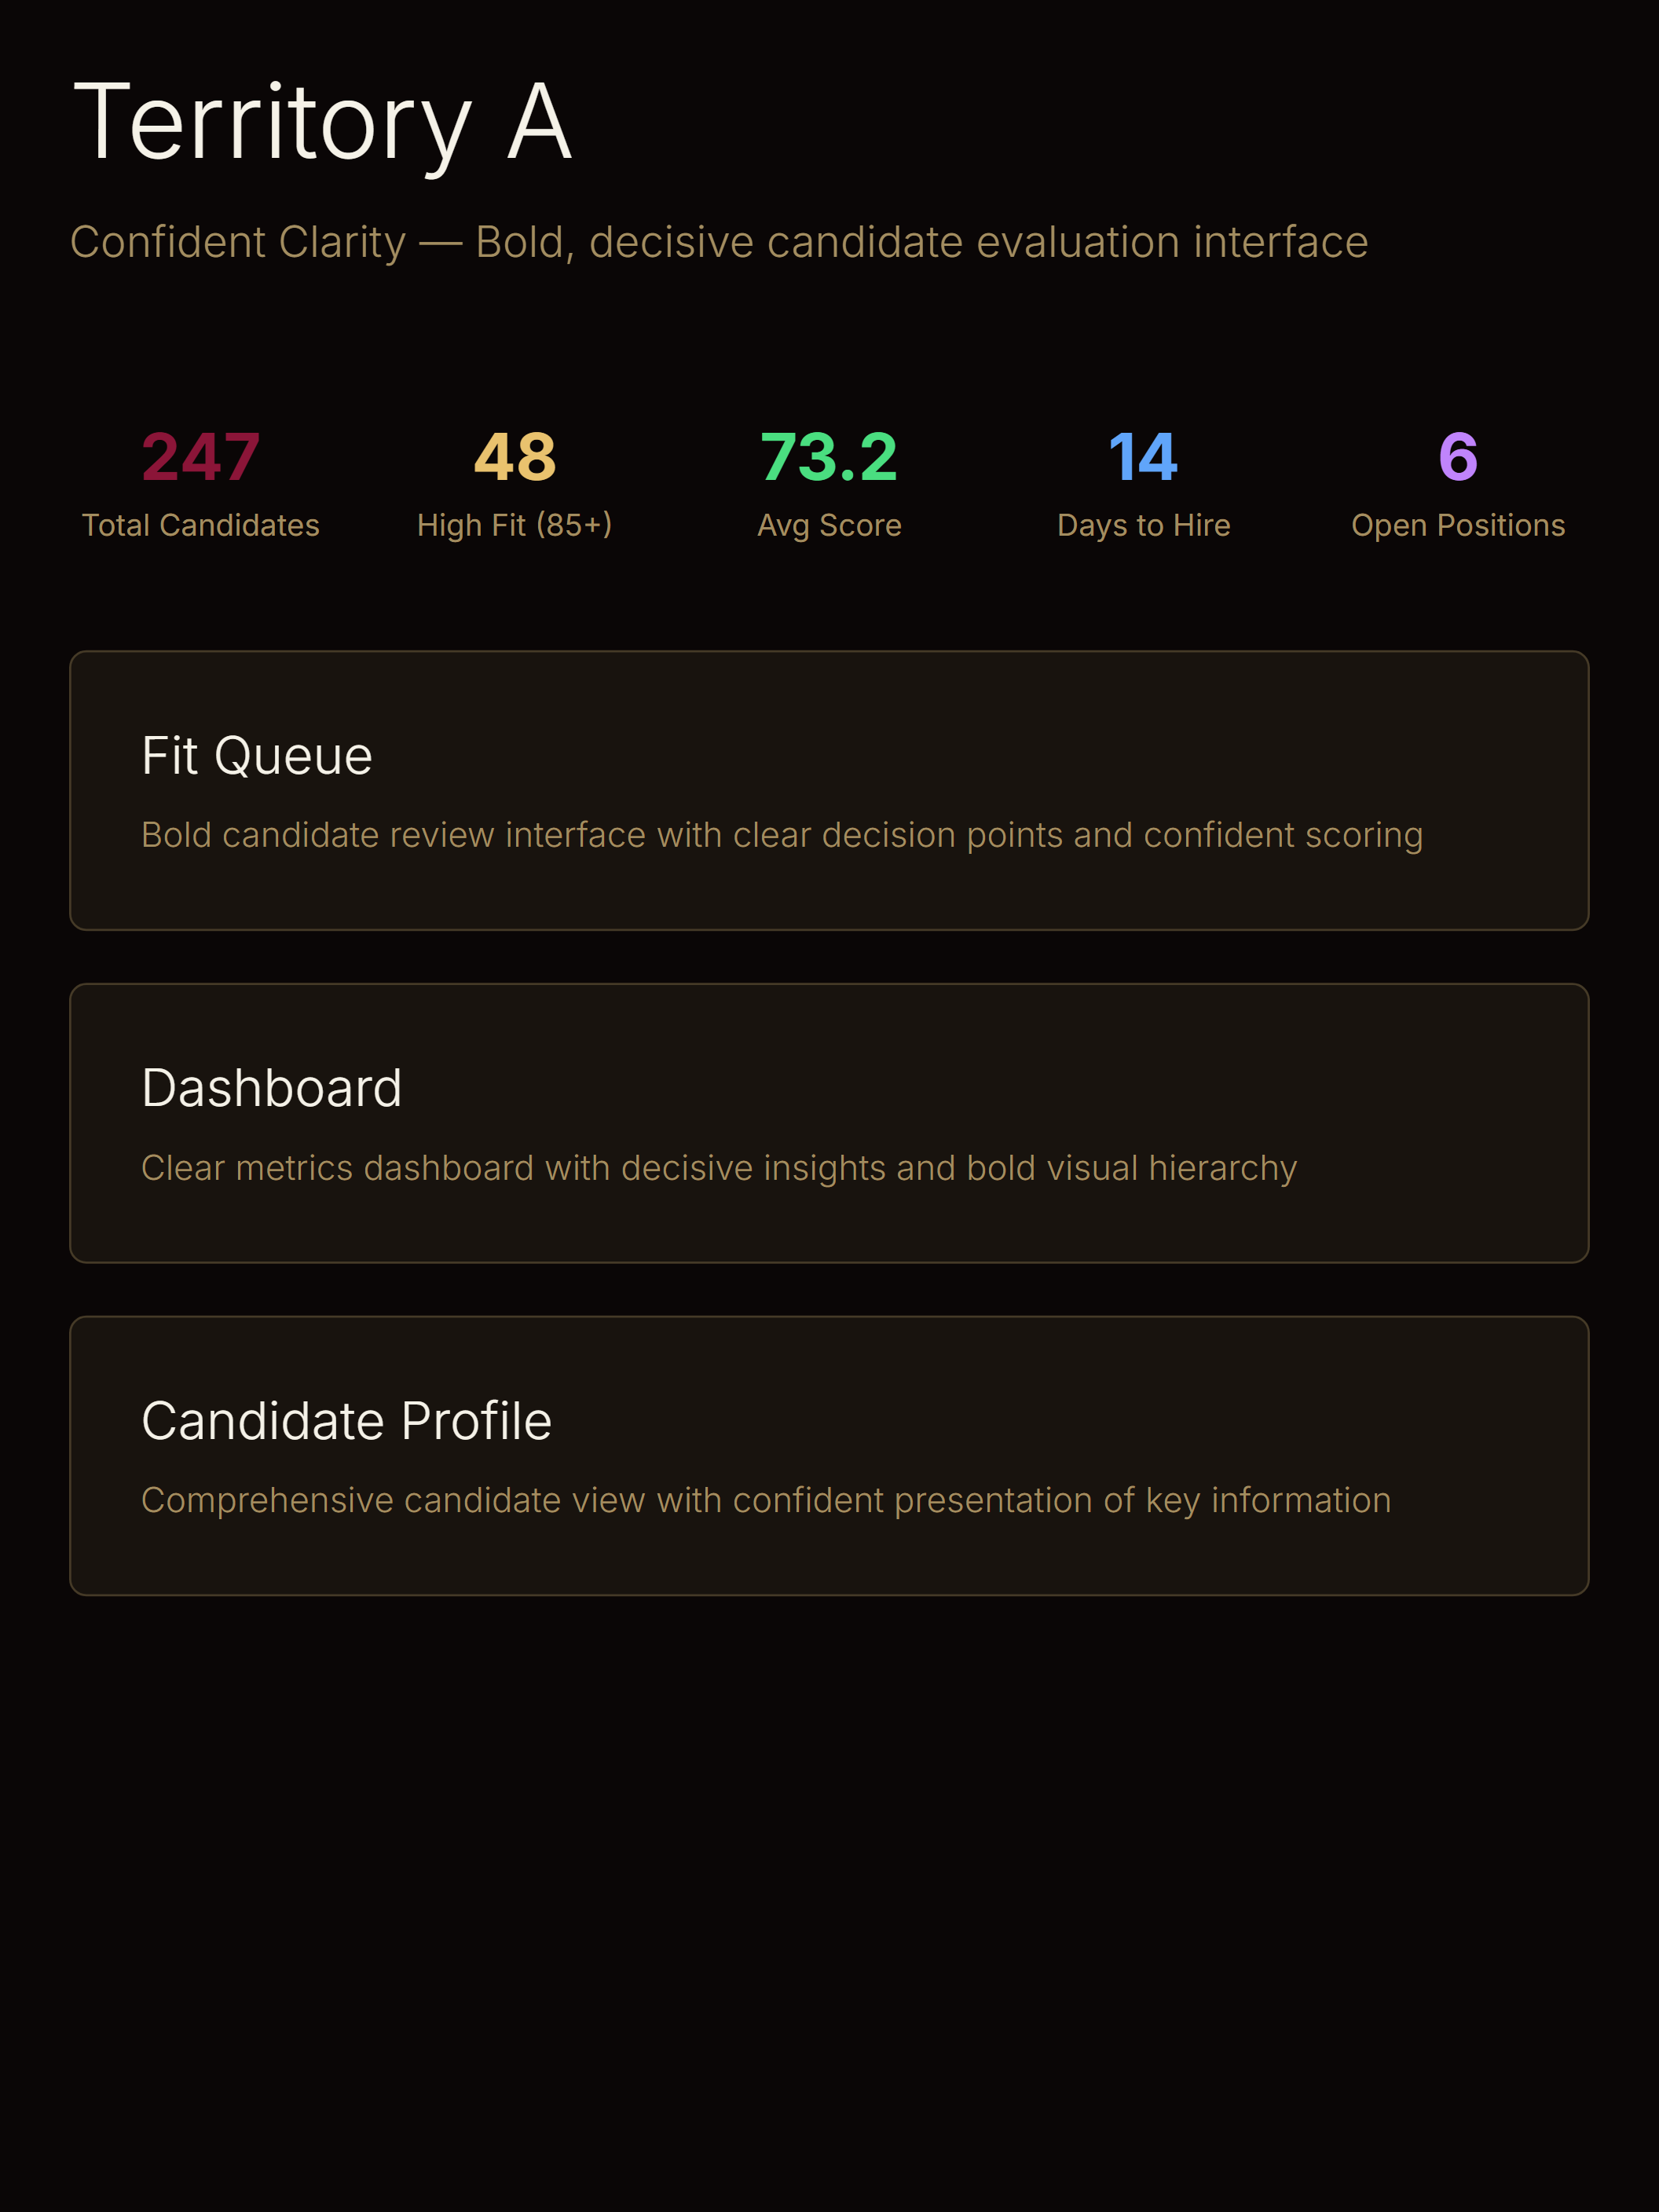 Territory A
Confident Clarity — Bold, decisive candidate evaluation interface
247
48
73.2
14
6
Total Candidates
High Fit (85+)
Avg Score
Days to Hire
Open Positions
Fit Queue
Bold candidate review interface with clear decision points and confident scoring
Dashboard
Clear metrics dashboard with decisive insights and bold visual hierarchy
Candidate Profile
Comprehensive candidate view with confident presentation of key information